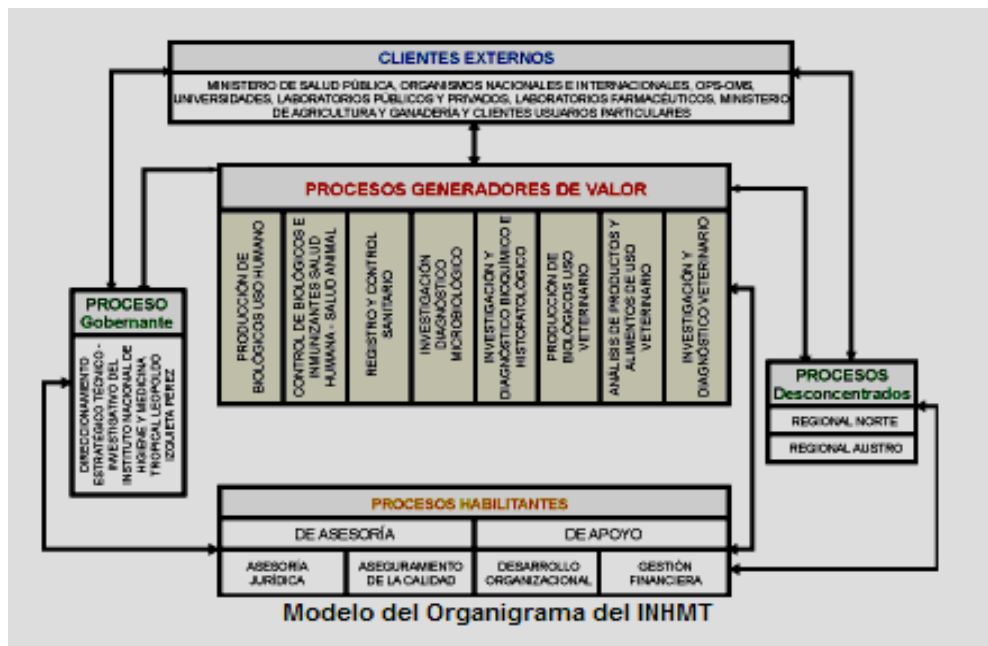 CLIENTES EXTERNOS
MINISTERIO DE SALUD PÚBLICA, ORGANISMOS NACIONALES E INTERNACIONALES, OPS-OMS,
UNIVERSIDADES, LABORATORIOS PÚBLICOS Y PRIVADOS, LABORATORIOS FARMACÉUTICOS, MINISTERIO
DE AGRICULTURA Y GANADERÍA Y CLIENTES USUARIOS PARTICULARES
PROCESOS GENERADORES DE VALOR
PRODUCCIÓN DE
BIOLÓGICOS USO HUMANO
CONTROL DE BIOLÓGICOS E
INMUNIZANTES SALUD
HUMANA - SALUD ANIMAL
REGISTRO Y CONTROL
SANITARIO
INVESTIGACIÓN
DIAGNÓSTICO
MICROBIOLÓGICO
INVESTIGACIÓN Y
DIAGNÓSTICO BIOQUÍMICO E
HISTOPATOLÓGICO
PRODUCCIÓN DE
BIOLÓGICOS USO
VETERINARIO
ANÁLISIS DE PRODUCTOS Y
ALIMENTOS DE USO
VETERINARIO
INVESTIGACIÓN Y
DIAGNÓSTICO VETERINARIO
PROCESO
Gobernante
DIRECCIONAMIENTO
ESTRATÉGICO TÉCNICO -
INVESTIGATIVO DEL
INSTITUTO NACIONAL DE
HIGIENE Y MEDICINA
TROPICAL LEOPOLDO
IZQUIETA PÉREZ
PROCESOS
Desconcentrados
REGIONAL NORTE
REGIONAL AUSTRO
PROCESOS HABILITANTES
DE ASESORÍA
DE APOYO
ASESORÍA
JURÍDICA
ASEGURAMIENTO
DE LA CALIDAD
DESARROLLO
ORGANIZACIONAL
GESTIÓN
FINANCIERA
Modelo del Organigrama del INHMT